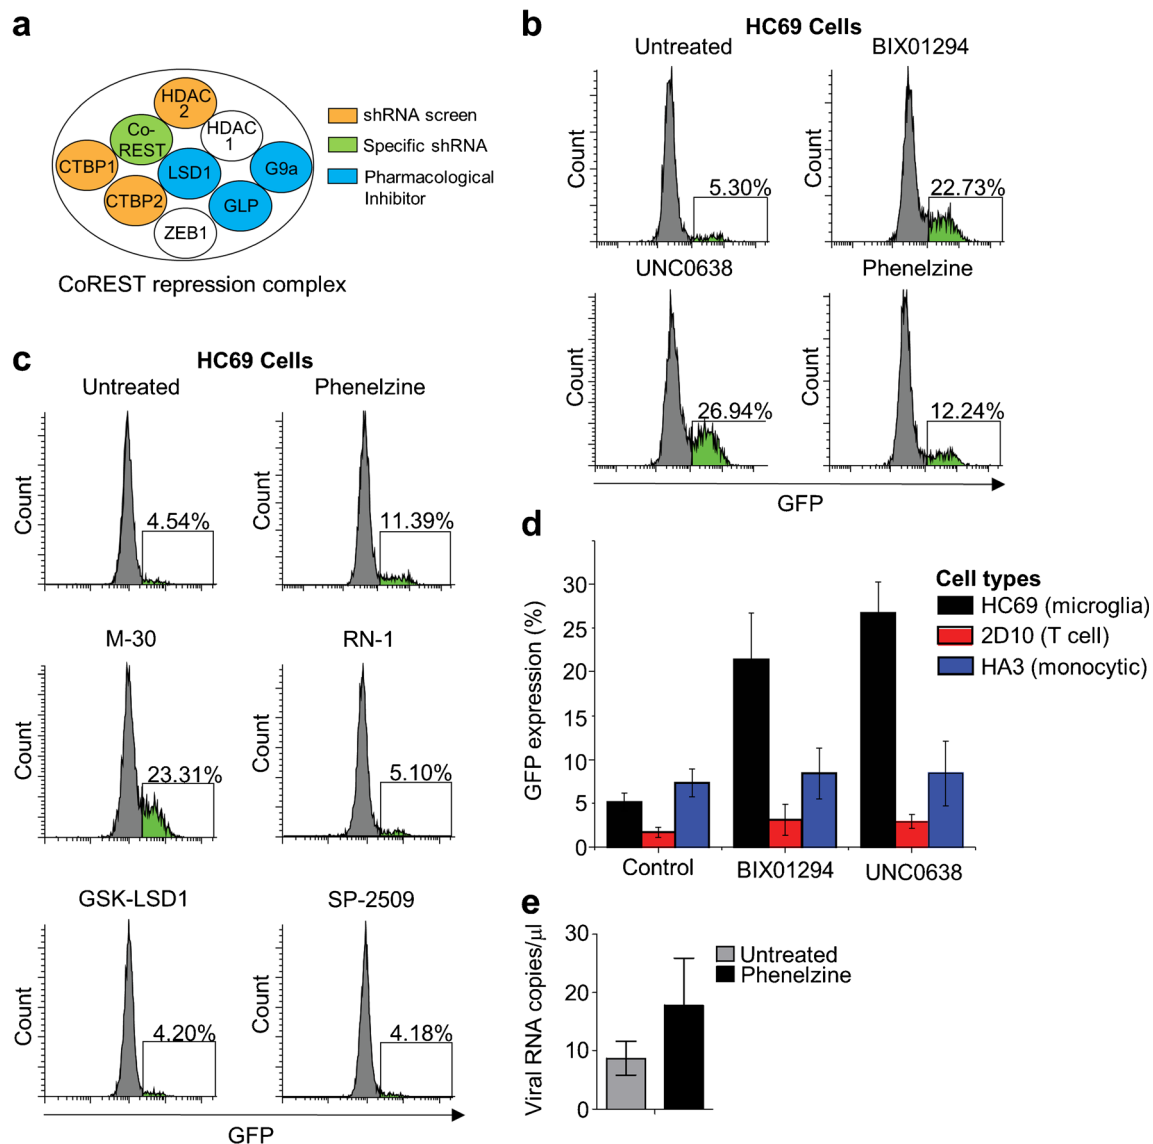 a
HDAC
2
HDAC
1
Co-
REST
CTBP1
LSD1
G9a
CTBP2
GLP
ZEB1
shRNA screen
Specific shRNA
Pharmacological
Inhibitor
CoREST repression complex
b
HC69 Cells
Untreated
BIX01294
Count
5.30%
Count
22.73%
UNC0638
Phenelzine
Count
26.94%
Count
12.24%
GFP
c
HC69 Cells
Untreated
Phenelzine
Count
4.54%
Count
11.39%
M-30
RN-1
Count
23.31%
Count
5.10%
GSK-LSD1
SP-2509
Count
4.20%
Count
4.18%
GFP
d
GFP expression (%)
30
25
20
15
10
5
0
Control
BIX01294
UNC0638
Cell types
HC69 (microglia)
2D10 (T cell)
HA3 (monocytic)
e
Viral RNA copies/µl
30
20
10
0
Untreated
Phenelzine